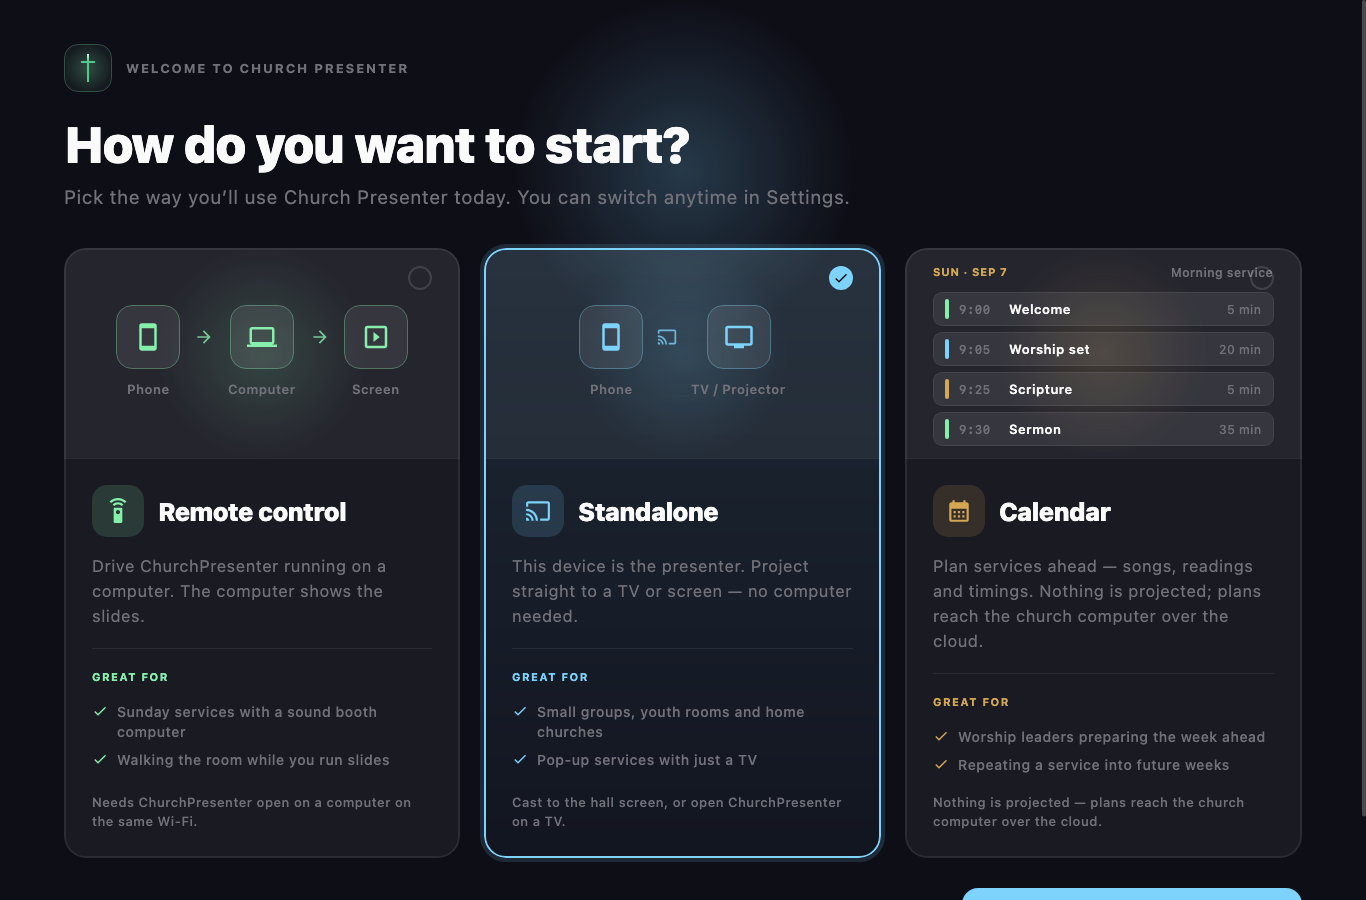 WELCOME TO CHURCH PRESENTER
How do you want to start?
Pick the way you’ll use Church Presenter today. You can switch anytime in Settings.
Phone
Computer
Screen
Remote control
Drive ChurchPresenter running on a
computer. The computer shows the
slides.
GREAT FOR
Sunday services with a sound booth
computer
Walking the room while you run slides
Needs ChurchPresenter open on a computer on
the same Wi-Fi.
Phone
TV / Projector
Standalone
This device is the presenter. Project
straight to a TV or screen — no computer
needed.
GREAT FOR
Small groups, youth rooms and home
churches
Pop-up services with just a TV
Cast to the hall screen, or open ChurchPresenter
on a TV.
SUN · SEP 7 Morning service
9:00 Welcome 5 min
9:05 Worship set 20 min
9:25 Scripture 5 min
9:30 Sermon 35 min
Calendar
Plan services ahead — songs, readings
and timings. Nothing is projected; plans
reach the church computer over the
cloud.
GREAT FOR
Worship leaders preparing the week ahead
Repeating a service into future weeks
Nothing is projected — plans reach the church
computer over the cloud.